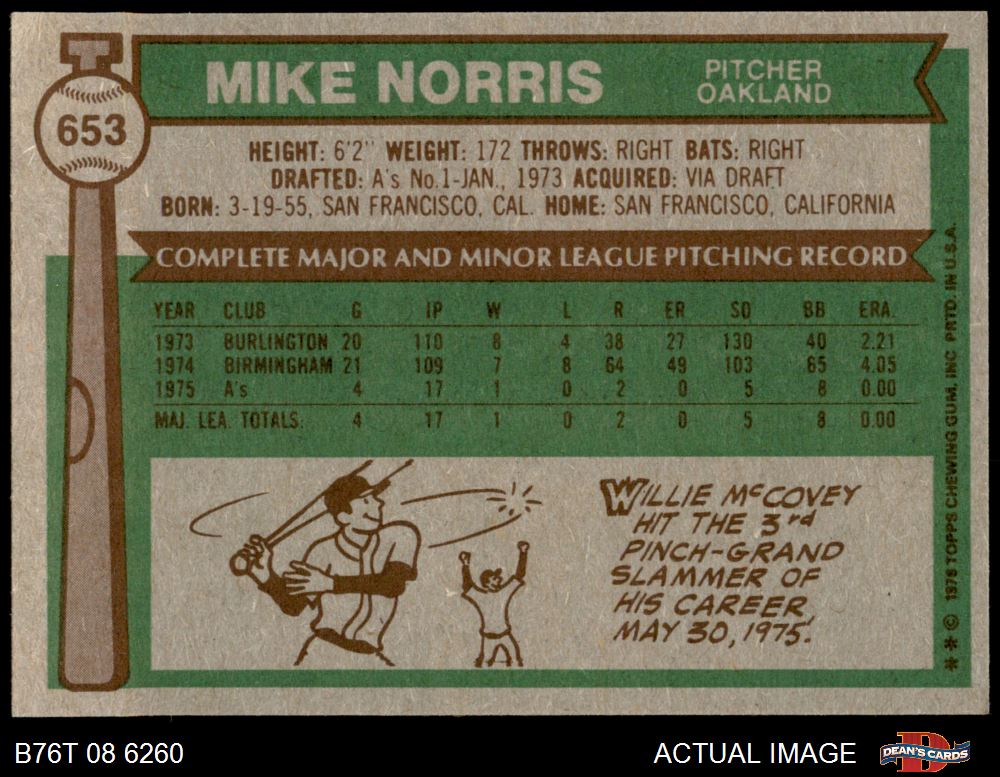 653
MIKE NORRIS
PITCHER
OAKLAND
HEIGHT: 6'2" WEIGHT: 172 THROWS: RIGHT BATS: RIGHT
DRAFTED: A's No.1-JAN., 1973 ACQUIRED: VIA DRAFT
BORN: 3-19-55, SAN FRANCISCO, CAL. HOME: SAN FRANCISCO, CALIFORNIA
COMPLETE MAJOR AND MINOR LEAGUE PITCHING RECORD
YEAR CLUB G IP W L R ER SO BB ERA.
1973 BURLINGTON 20 110 8 4 38 27 130 40 2.21
1974 BIRMINGHAM 21 109 7 8 64 49 103 65 4.05
1975 A's 4 17 1 0 2 0 5 8 0.00
MAJ. LEA. TOTALS: 4 17 1 0 2 0 5 8 0.00
WILLIE McCOVEY
HIT THE 3rd
PINCH-GRAND
SLAMMER OF
HIS CAREER,
MAY 30, 1975.
** © 1976 TOPPS CHEWING GUM, INC PRTD. IN U.S.A.
B76T 08 6260
ACTUAL IMAGE
D
DEAN'S CARDS